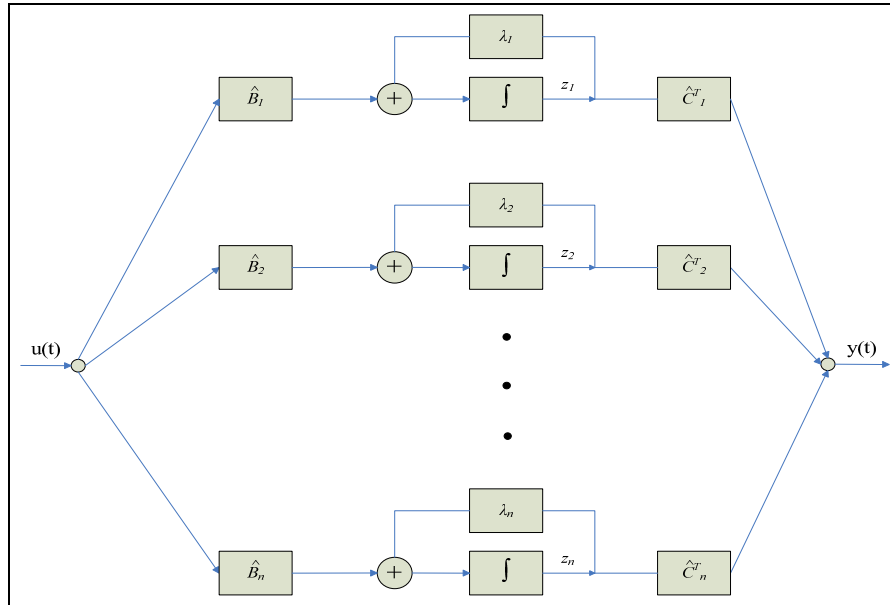 λ1
B̂1 + ∫ z1 ĈT1
λ2
B̂2 + ∫ z2 ĈT2
u(t) y(t)
λn
B̂n + ∫ zn ĈTn